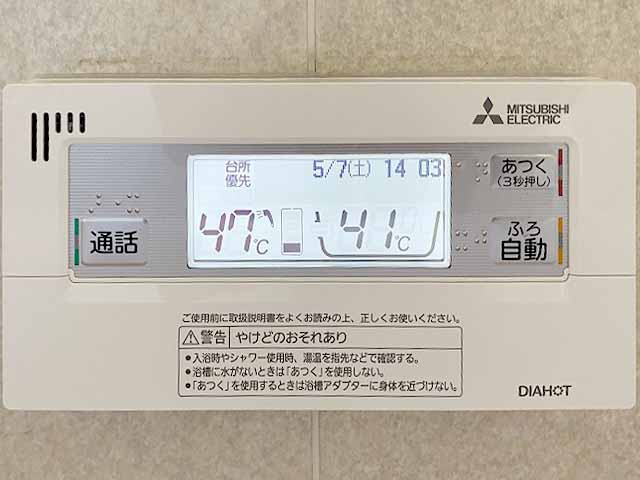 MITSUBISHI
ELECTRIC
台所
優先
5/7(土) 14 03
あつく
(3秒押し)
47℃
41℃
通話
ふろ
自動
ご使用前に取扱説明書をよくお読みの上、正しくお使いください。
⚠警告 やけどのおそれあり
●入浴時やシャワー使用時、湯温を指先などで確認する。
●浴槽に水がないときは「あつく」を使用しない。
●「あつく」を使用するときは浴槽アダプターに身体を近づけない。
DIAHOT